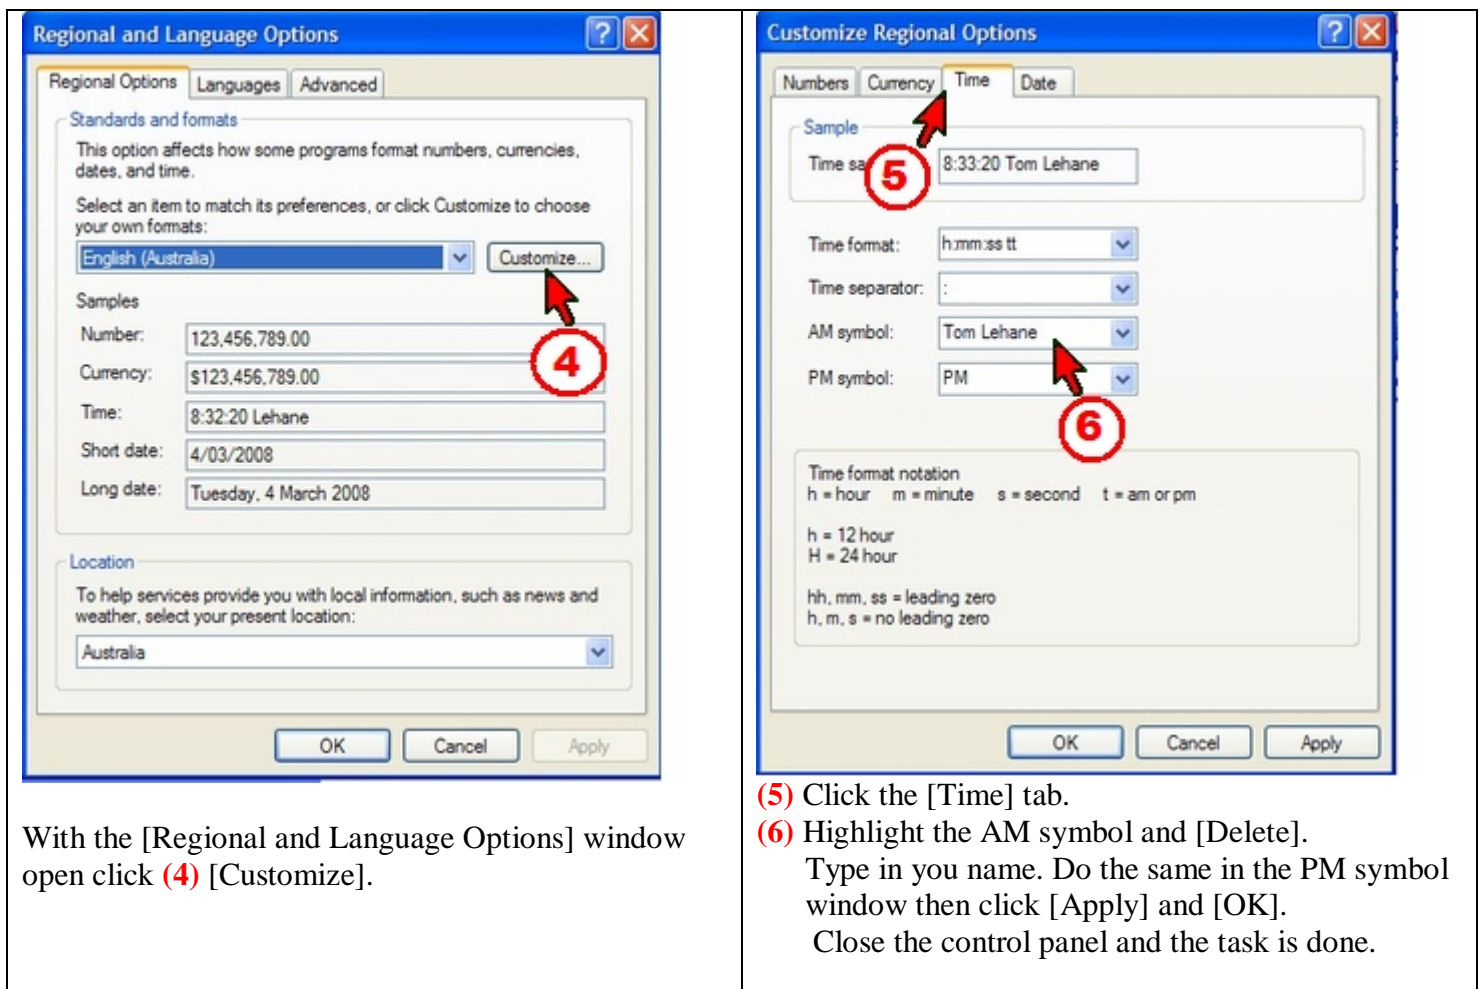 Regional and Language Options
Regional Options Languages Advanced
Standards and formats
This option affects how some programs format numbers, currencies,
dates, and time.
Select an item to match its preferences, or click Customize to choose
your own formats:
English (Australia) Customize...
Samples
Number: 123,456,789.00
4
Currency: $123,456,789.00
Time: 8:32:20 Lehane
Short date: 4/03/2008
Long date: Tuesday, 4 March 2008
Location
To help services provide you with local information, such as news and
weather, select your present location:
Australia
OK Cancel Apply
With the [Regional and Language Options] window
open click (4) [Customize].
Customize Regional Options
Numbers Currency Time Date
Sample
Time 8:33:20 Tom Lehane
5
Time format: h:mm:ss tt
Time separator: :
AM symbol: Tom Lehane
PM symbol: PM
6
Time format notation
h = hour m = minute s = second t = am or pm
h = 12 hour
H = 24 hour
hh, mm, ss = leading zero
h, m, s = no leading zero
OK Cancel Apply
(5) Click the [Time] tab.
(6) Highlight the AM symbol and [Delete].
Type in you name. Do the same in the PM symbol
window then click [Apply] and [OK].
Close the control panel and the task is done.